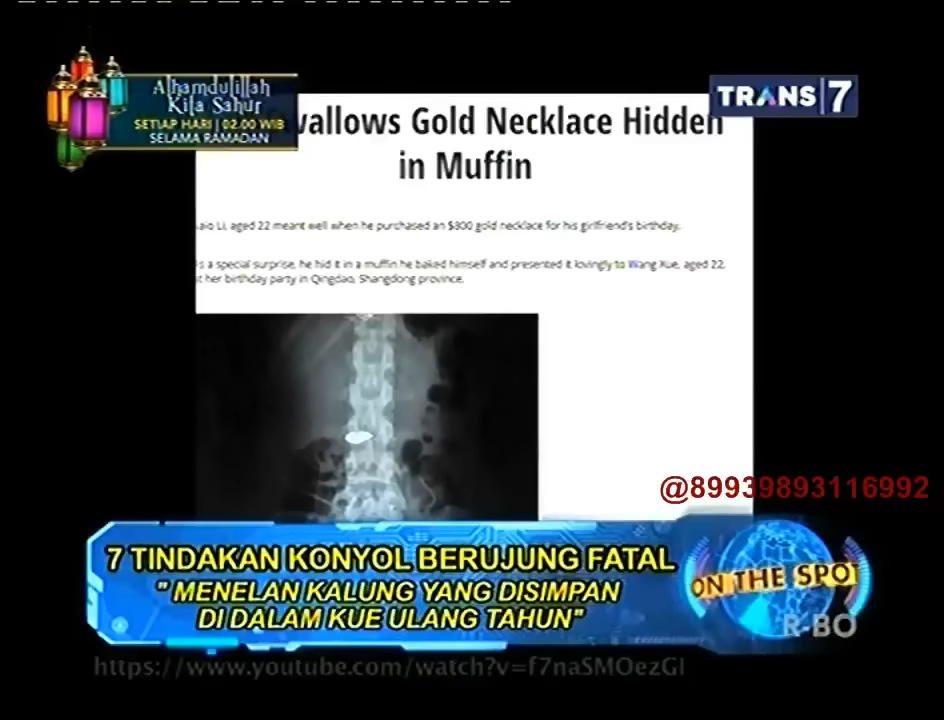 Alhamdulillah
Kita Sahur
SETIAP HARI | 02.00 WIB
SELAMA RAMADAN
TRANS|7
wallows Gold Necklace Hidden
in Muffin
Li, aged 22 meant well when he purchased an $800 gold necklace for his girlfriend's birthday.
s a special surprise, he hid it in a muffin he baked himself and presented it lovingly to Wang Xue, aged 22,
t her birthday party in Qingdao, Shangdong province.
@89939893116992
7 TINDAKAN KONYOL BERUJUNG FATAL
" MENELAN KALUNG YANG DISIMPAN
DI DALAM KUE ULANG TAHUN"
ON THE SPOT
R-BO
https://www.youtube.com/watch?v=f7naSMOezGI